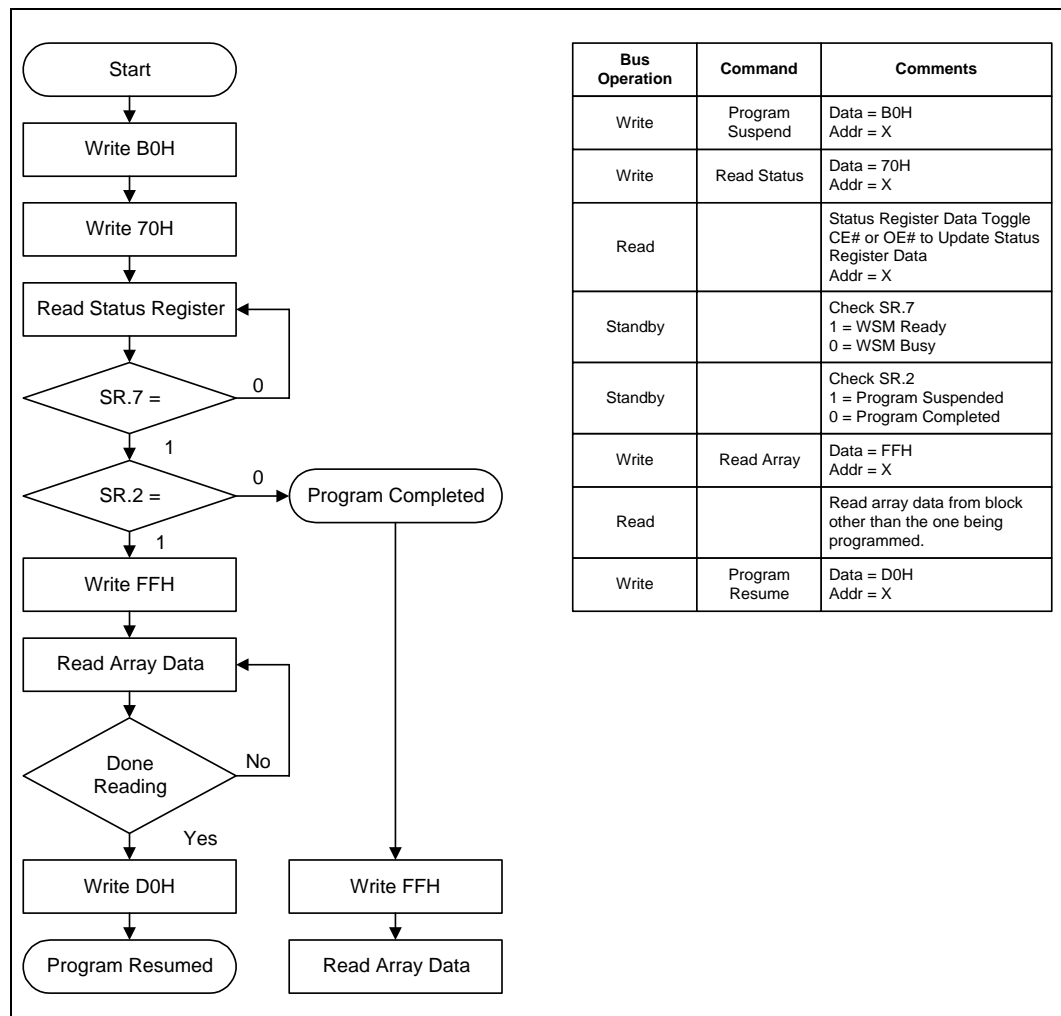 Start
Write B0H
Write 70H
Read Status Register
SR.7 =
0
1
SR.2 =
0
Program Completed
1
Write FFH
Read Array Data
Done
Reading
No
Yes
Write D0H
Write FFH
Program Resumed
Read Array Data
Bus
Operation
Command
Comments
Write
Program
Suspend
Data = B0H
Addr = X
Write
Read Status
Data = 70H
Addr = X
Read
Status Register Data Toggle
CE# or OE# to Update Status
Register Data
Addr = X
Standby
Check SR.7
1 = WSM Ready
0 = WSM Busy
Standby
Check SR.2
1 = Program Suspended
0 = Program Completed
Write
Read Array
Data = FFH
Addr = X
Read
Read array data from block
other than the one being
programmed.
Write
Program
Resume
Data = D0H
Addr = X